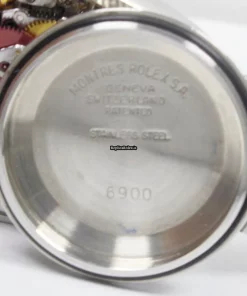 MONTRES ROLEX S.A.
GENEVA
SWITZERLAND
PATENTED
STAINLESS STEEL
6900